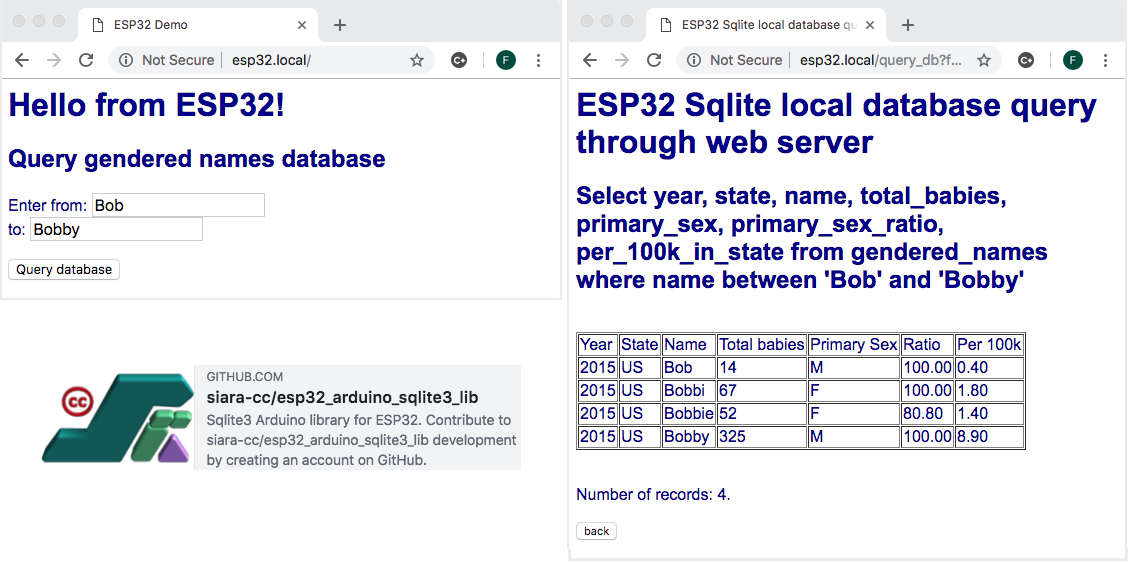 ESP32 Demo
Not Secure | esp32.local/
F
Hello from ESP32!
Query gendered names database
Enter from: Bob
to: Bobby
Query database
GITHUB.COM
siara-cc/esp32_arduino_sqlite3_lib
Sqlite3 Arduino library for ESP32. Contribute to
siara-cc/esp32_arduino_sqlite3_lib development
by creating an account on GitHub.
cc
ESP32 Sqlite local database qu
Not Secure | esp32.local/query_db?f...
F
ESP32 Sqlite local database query
through web server
Select year, state, name, total_babies,
primary_sex, primary_sex_ratio,
per_100k_in_state from gendered_names
where name between 'Bob' and 'Bobby'
Year State Name Total babies Primary Sex Ratio Per 100k
2015 US Bob 14 M 100.00 0.40
2015 US Bobbi 67 F 100.00 1.80
2015 US Bobbie 52 F 80.80 1.40
2015 US Bobby 325 M 100.00 8.90
Number of records: 4.
back